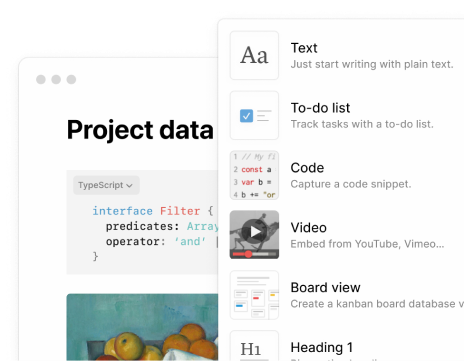 Project data
TypeScript
interface Filter {
predicates: Array
operator: 'and' |
}
Aa
Text
Just start writing with plain text.
To-do list
Track tasks with a to-do list.
1 // My fi
2 const a
3 var b =
4 b += "or
Code
Capture a code snippet.
Video
Embed from YouTube, Vimeo...
Board view
Create a kanban board database v
H1
Heading 1